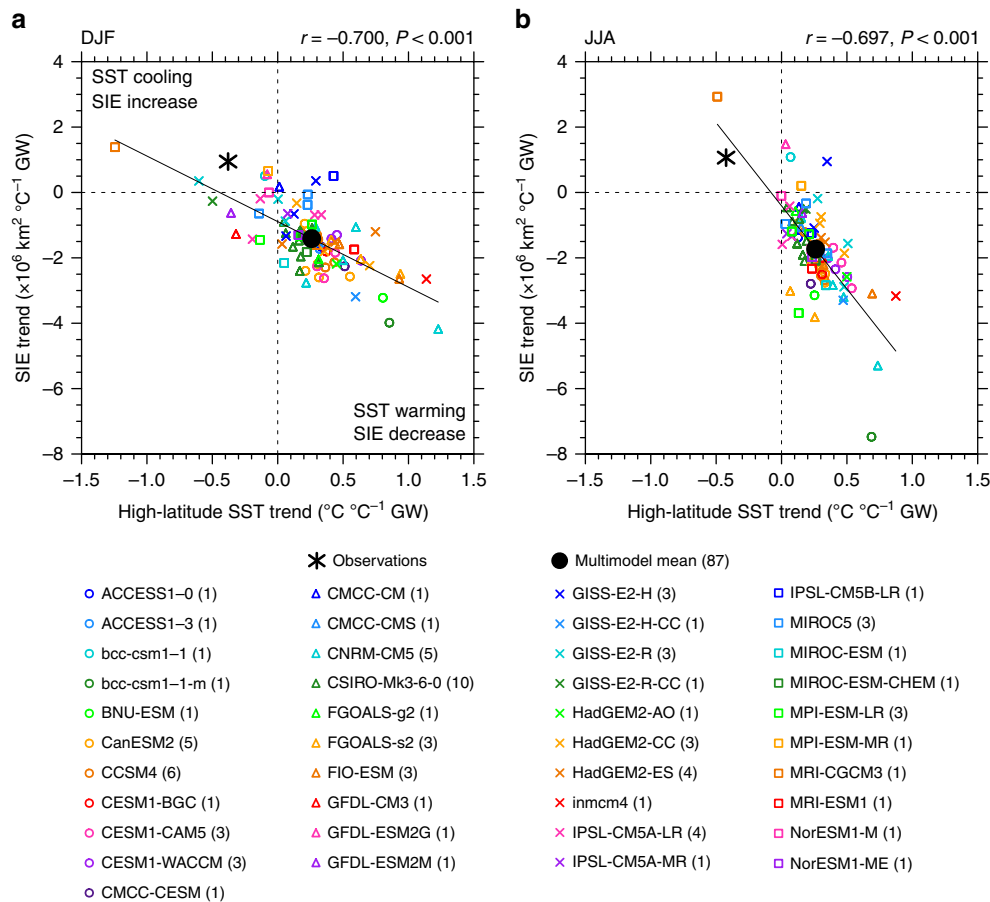 a
DJF
r = –0.700, P < 0.001
SST cooling
SIE increase
SST warming
SIE decrease
4
2
0
–2
–4
–6
–8
SIE trend (×10⁶ km² °C⁻¹ GW)
–1.5 –1.0 –0.5 0.0 0.5 1.0 1.5
High-latitude SST trend (°C °C⁻¹ GW)
b
JJA
r = –0.697, P < 0.001
4
2
0
–2
–4
–6
–8
SIE trend (×10⁶ km² °C⁻¹ GW)
–1.5 –1.0 –0.5 0.0 0.5 1.0 1.5
High-latitude SST trend (°C °C⁻¹ GW)
Observations
Multimodel mean (87)
ACCESS1–0 (1)
ACCESS1–3 (1)
bcc-csm1–1 (1)
bcc-csm1–1-m (1)
BNU-ESM (1)
CanESM2 (5)
CCSM4 (6)
CESM1-BGC (1)
CESM1-CAM5 (3)
CESM1-WACCM (3)
CMCC-CESM (1)
CMCC-CM (1)
CMCC-CMS (1)
CNRM-CM5 (5)
CSIRO-Mk3-6-0 (10)
FGOALS-g2 (1)
FGOALS-s2 (3)
FIO-ESM (3)
GFDL-CM3 (1)
GFDL-ESM2G (1)
GFDL-ESM2M (1)
GISS-E2-H (3)
GISS-E2-H-CC (1)
GISS-E2-R (3)
GISS-E2-R-CC (1)
HadGEM2-AO (1)
HadGEM2-CC (3)
HadGEM2-ES (4)
inmcm4 (1)
IPSL-CM5A-LR (4)
IPSL-CM5A-MR (1)
IPSL-CM5B-LR (1)
MIROC5 (3)
MIROC-ESM (1)
MIROC-ESM-CHEM (1)
MPI-ESM-LR (3)
MPI-ESM-MR (1)
MRI-CGCM3 (1)
MRI-ESM1 (1)
NorESM1-M (1)
NorESM1-ME (1)